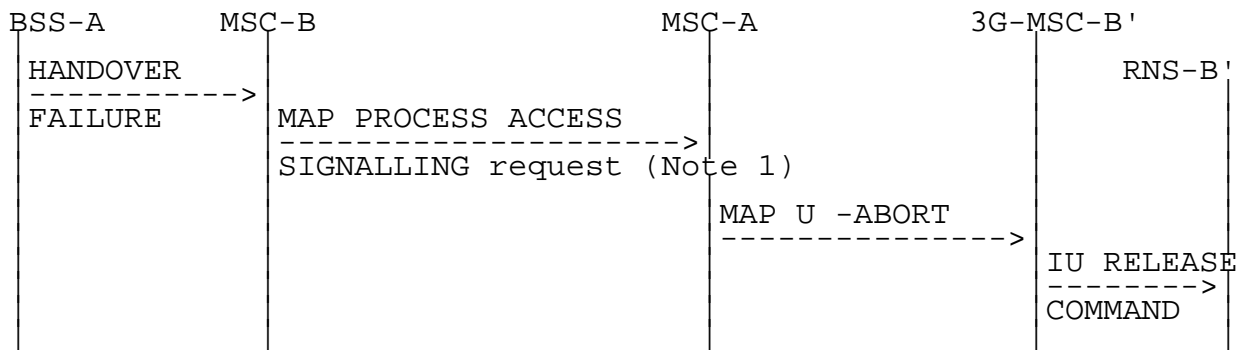 BSS-A MSC-B MSC-A 3G-MSC-B'
HANDOVER RNS-B'
FAILURE MAP PROCESS ACCESS
SIGNALLING request (Note 1)
MAP U -ABORT
IU RELEASE
COMMAND